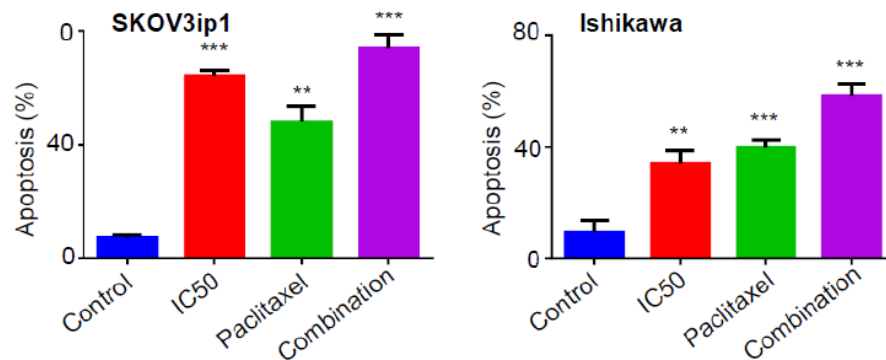 SKOV3ip1
Apoptosis (%)
0
40
0
***
**
***
Control
IC50
Paclitaxel
Combination
Ishikawa
Apoptosis (%)
80
40
0
**
***
***
Control
IC50
Paclitaxel
Combination